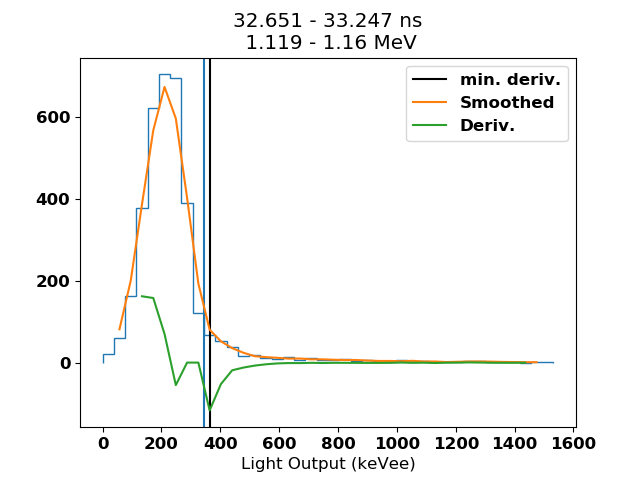 32.651 - 33.247 ns
1.119 - 1.16 MeV
min. deriv.
Smoothed
Deriv.
600
400
200
0
0 200 400 600 800 1000 1200 1400 1600
Light Output (keVee)